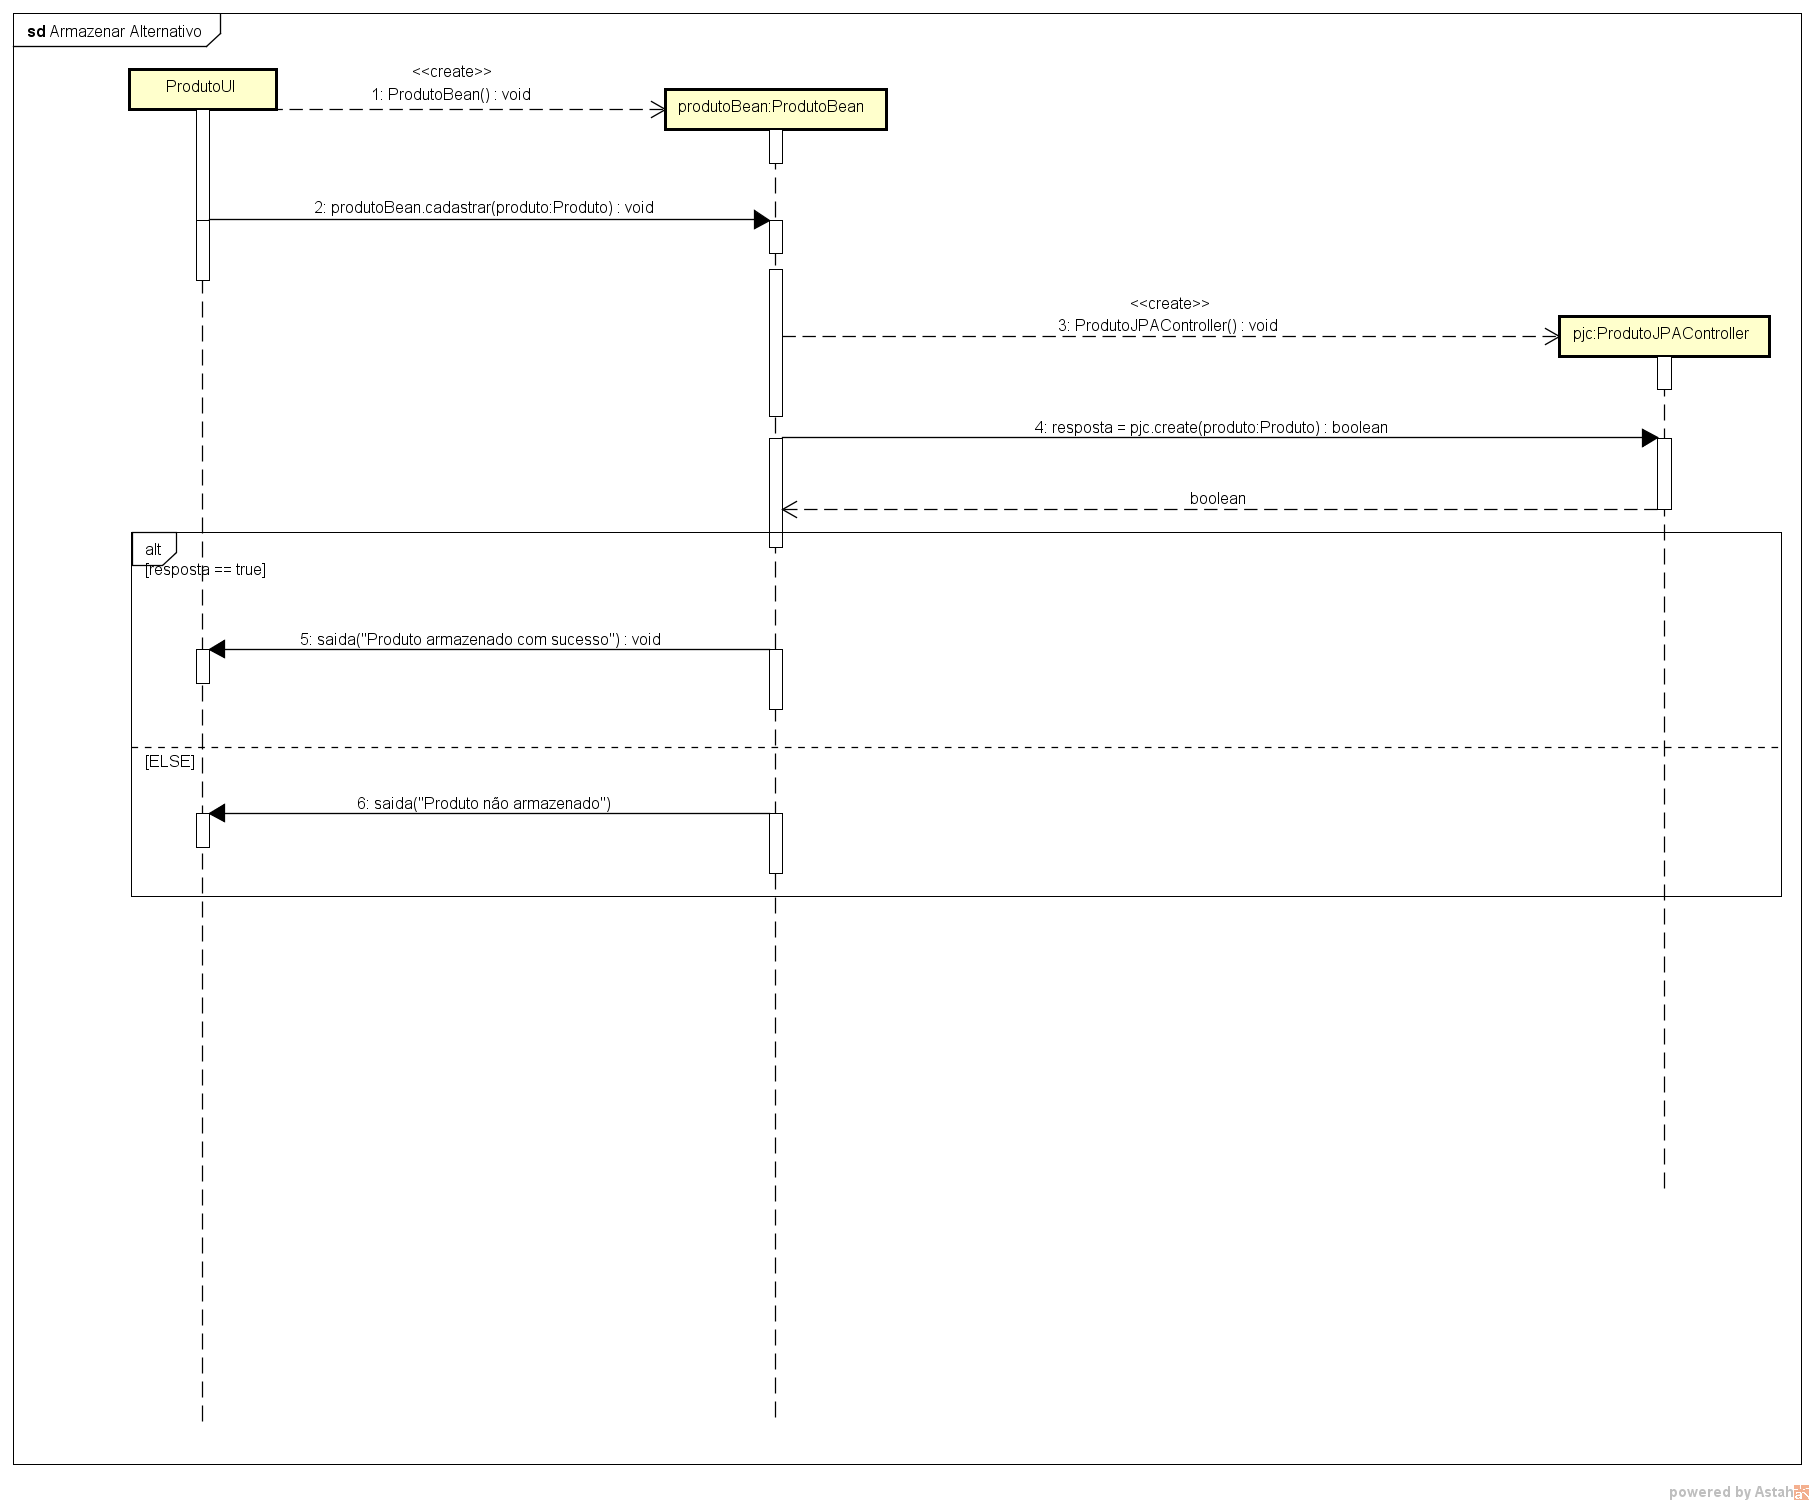 sd Armazenar Alternativo
ProdutoUI
<<create>>
1: ProdutoBean() : void
produtoBean:ProdutoBean
2: produtoBean.cadastrar(produto:Produto) : void
<<create>>
3: ProdutoJPAController() : void
pjc:ProdutoJPAController
4: resposta = pjc.create(produto:Produto) : boolean
boolean
alt
[resposta == true]
5: saida("Produto armazenado com sucesso") : void
[ELSE]
6: saida("Produto não armazenado")
powered by Astah